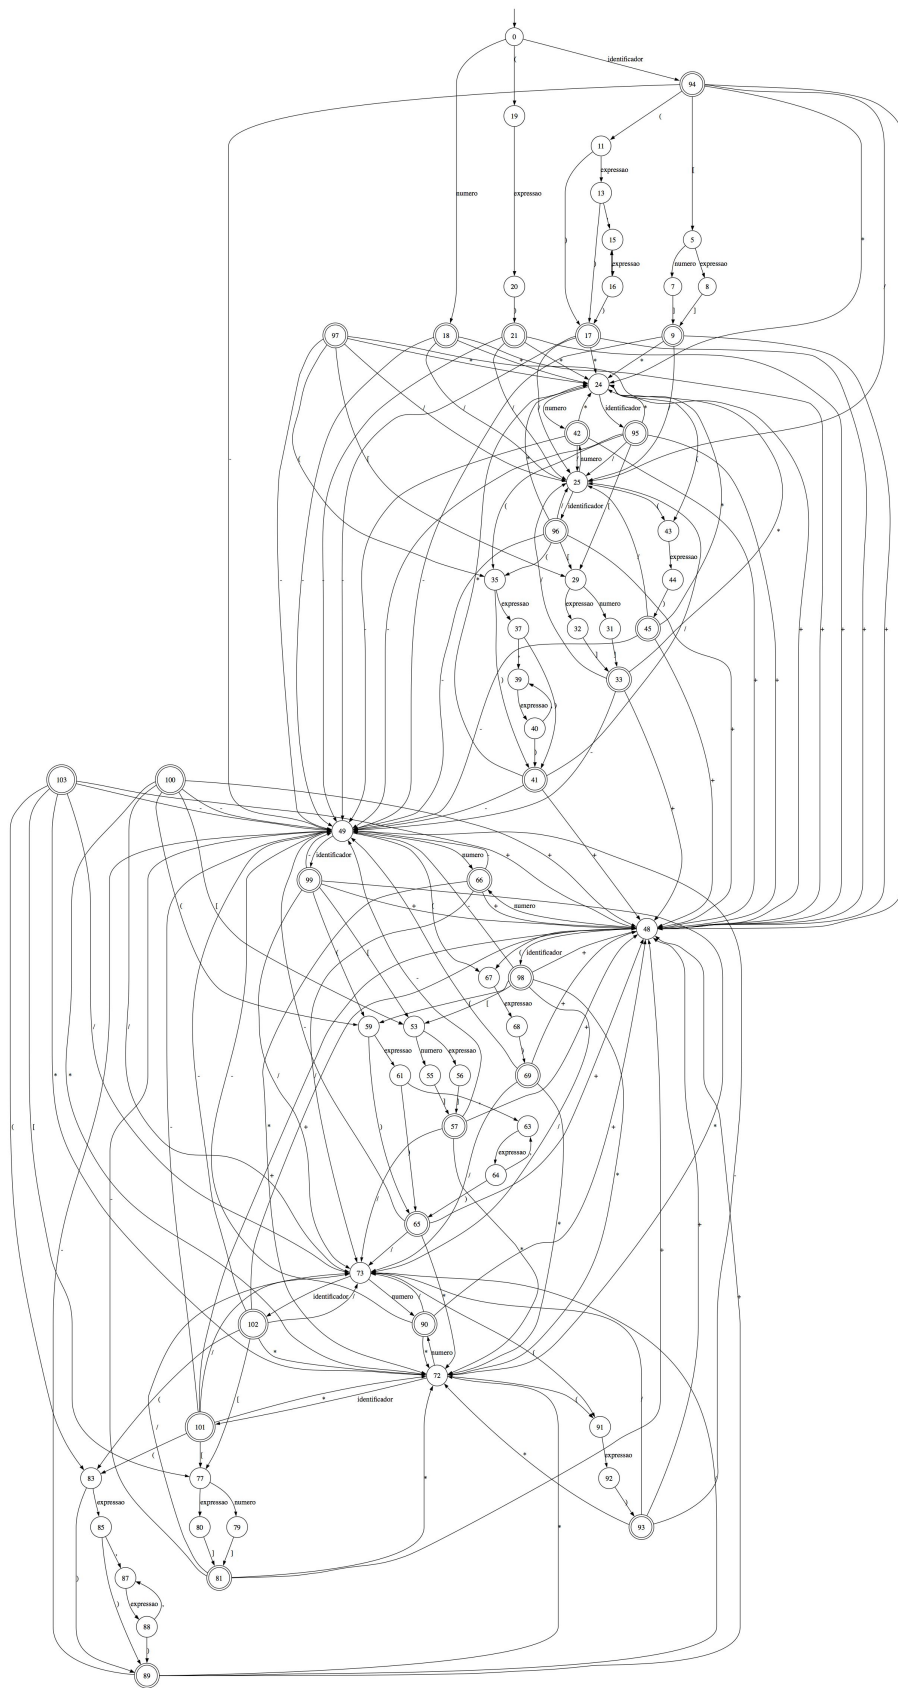 0
( identificador
94
19 (
11
numero expressao expressao [ * /
13
) ) 15 5
expressao numero expressao
20 16 7 8
) ) ] ]
97 18 21 17 9
* * * * *
24
- - - - / / / / numero identificador * (
( [ 42 * 95
/ numero /
25
* / identificador ( [ ( * *
96 43
- ( [ expressao
35 29 44
expressao expressao numero ) /
37 32 31 45
, ] ]
39 ) 33
expressao ,
40
)
- 41 - + +
103 100
- - - +
49
identificador numero -
99 66
( [ + + numero
48
/ * / ( [ ( [ - ( identificador +
67 98
( expressao [
59 53 68
expressao numero expressao )
61 55 56 69
, ] ]
) ) 57 63
expressao ,
64
)
65
/ *
73
identificador / numero /
102 90
* * numero (
72
( [ / * identificador (
101 91
( [ expressao
83 77 92
expressao expressao numero )
85 80 79 93
, ] ]
87 81
) expressao ,
88
)
89